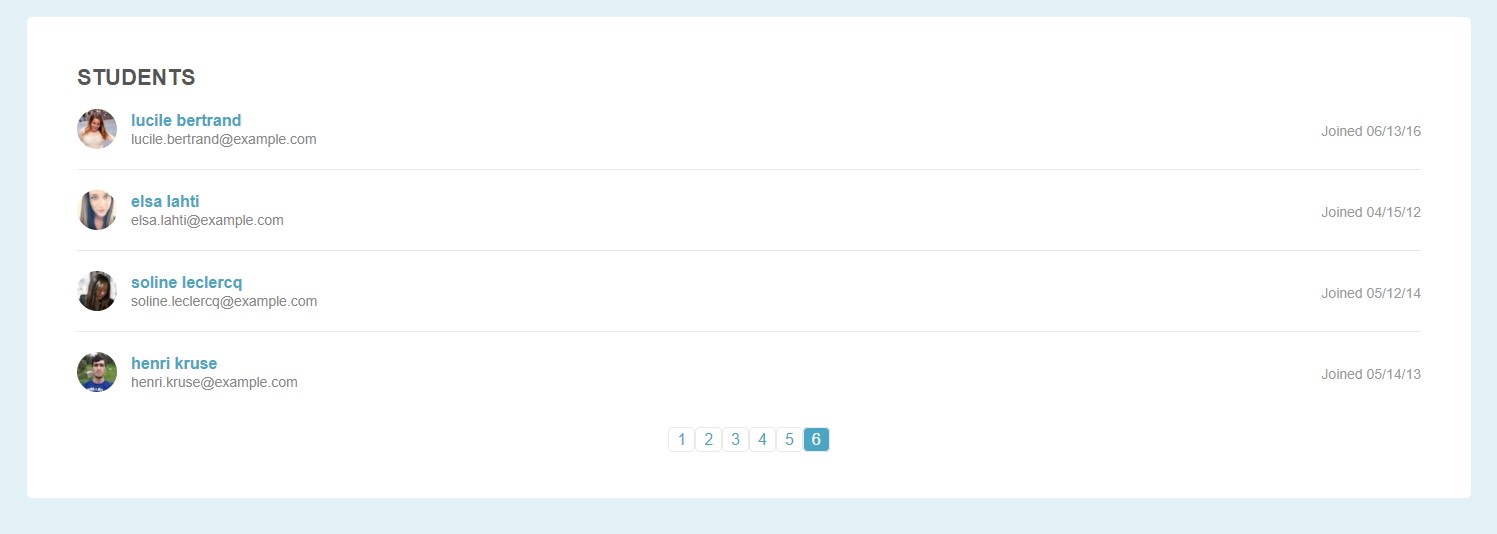 STUDENTS
lucile bertrand
lucile.bertrand@example.com
Joined 06/13/16
elsa lahti
elsa.lahti@example.com
Joined 04/15/12
soline leclercq
soline.leclercq@example.com
Joined 05/12/14
henri kruse
henri.kruse@example.com
Joined 05/14/13
1 2 3 4 5 6